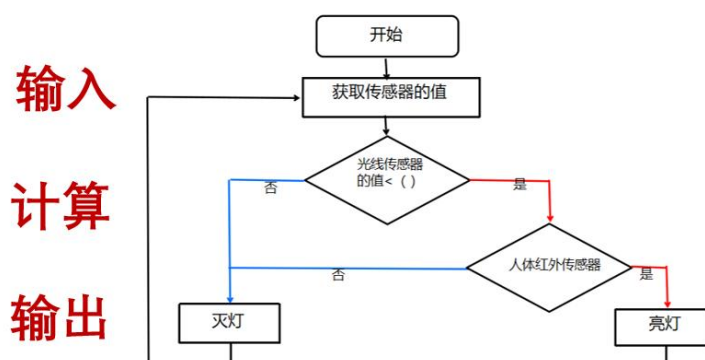 开始
输入
获取传感器的值
光线传感器
的值<（）
否
是
计算
人体红外传感器
否
是
输出
灭灯
亮灯